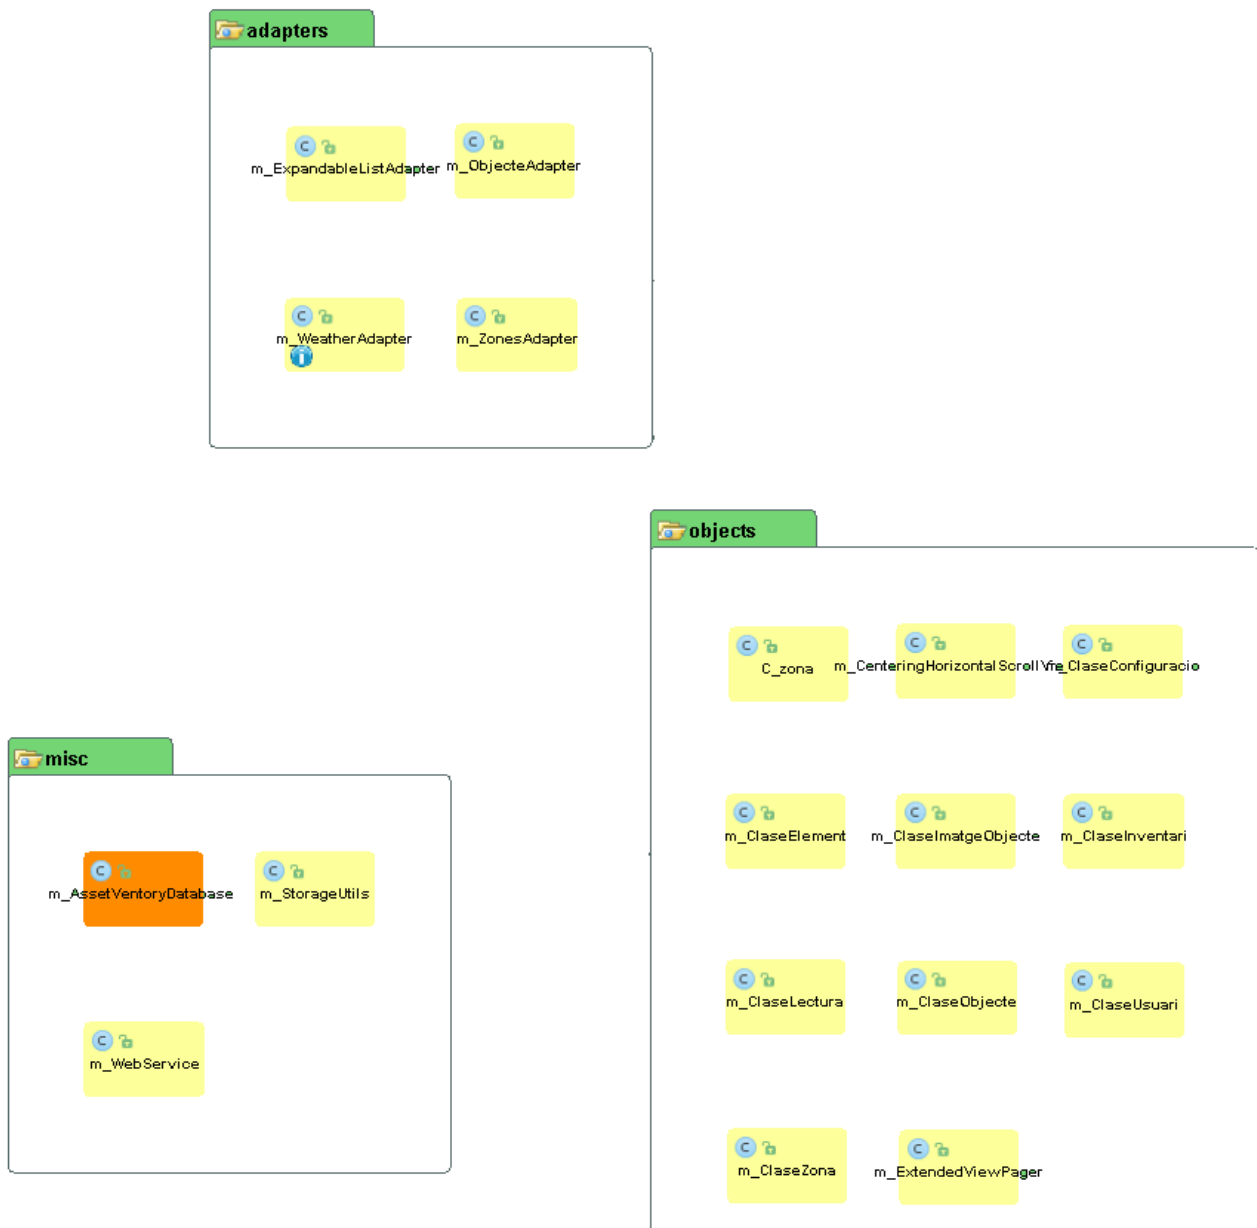 adapters
m_ExpandableListAdapter
m_ObjecteAdapter
m_WeatherAdapter
m_ZonesAdapter
objects
C_zona
m_CenteringHorizontalScrollVie
m_ClaseConfiguracio
m_ClaseElement
m_ClaseImatgeObjecte
m_ClaseInventari
m_ClaseLectura
m_ClaseObjecte
m_ClaseUsuari
m_ClaseZona
m_ExtendedViewPager
misc
m_AssetVentoryDatabase
m_StorageUtils
m_WebService